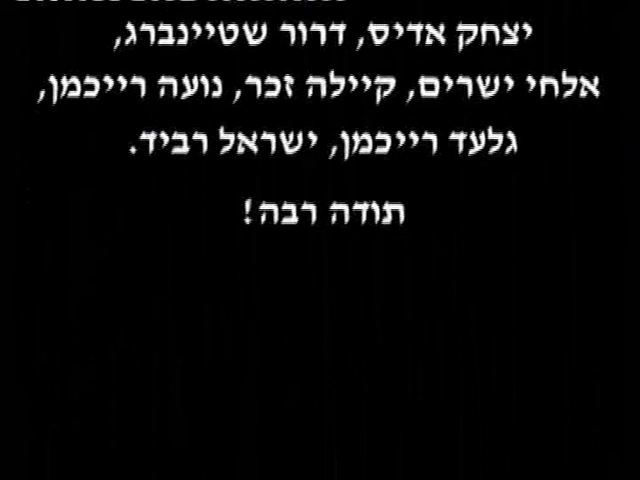 יצחק אדיס, דרור שטיינברג,
אלחי ישרים, קיילה זכר, נועה רייכמן,
גלעד רייכמן, ישראל רביד.
תודה רבה!